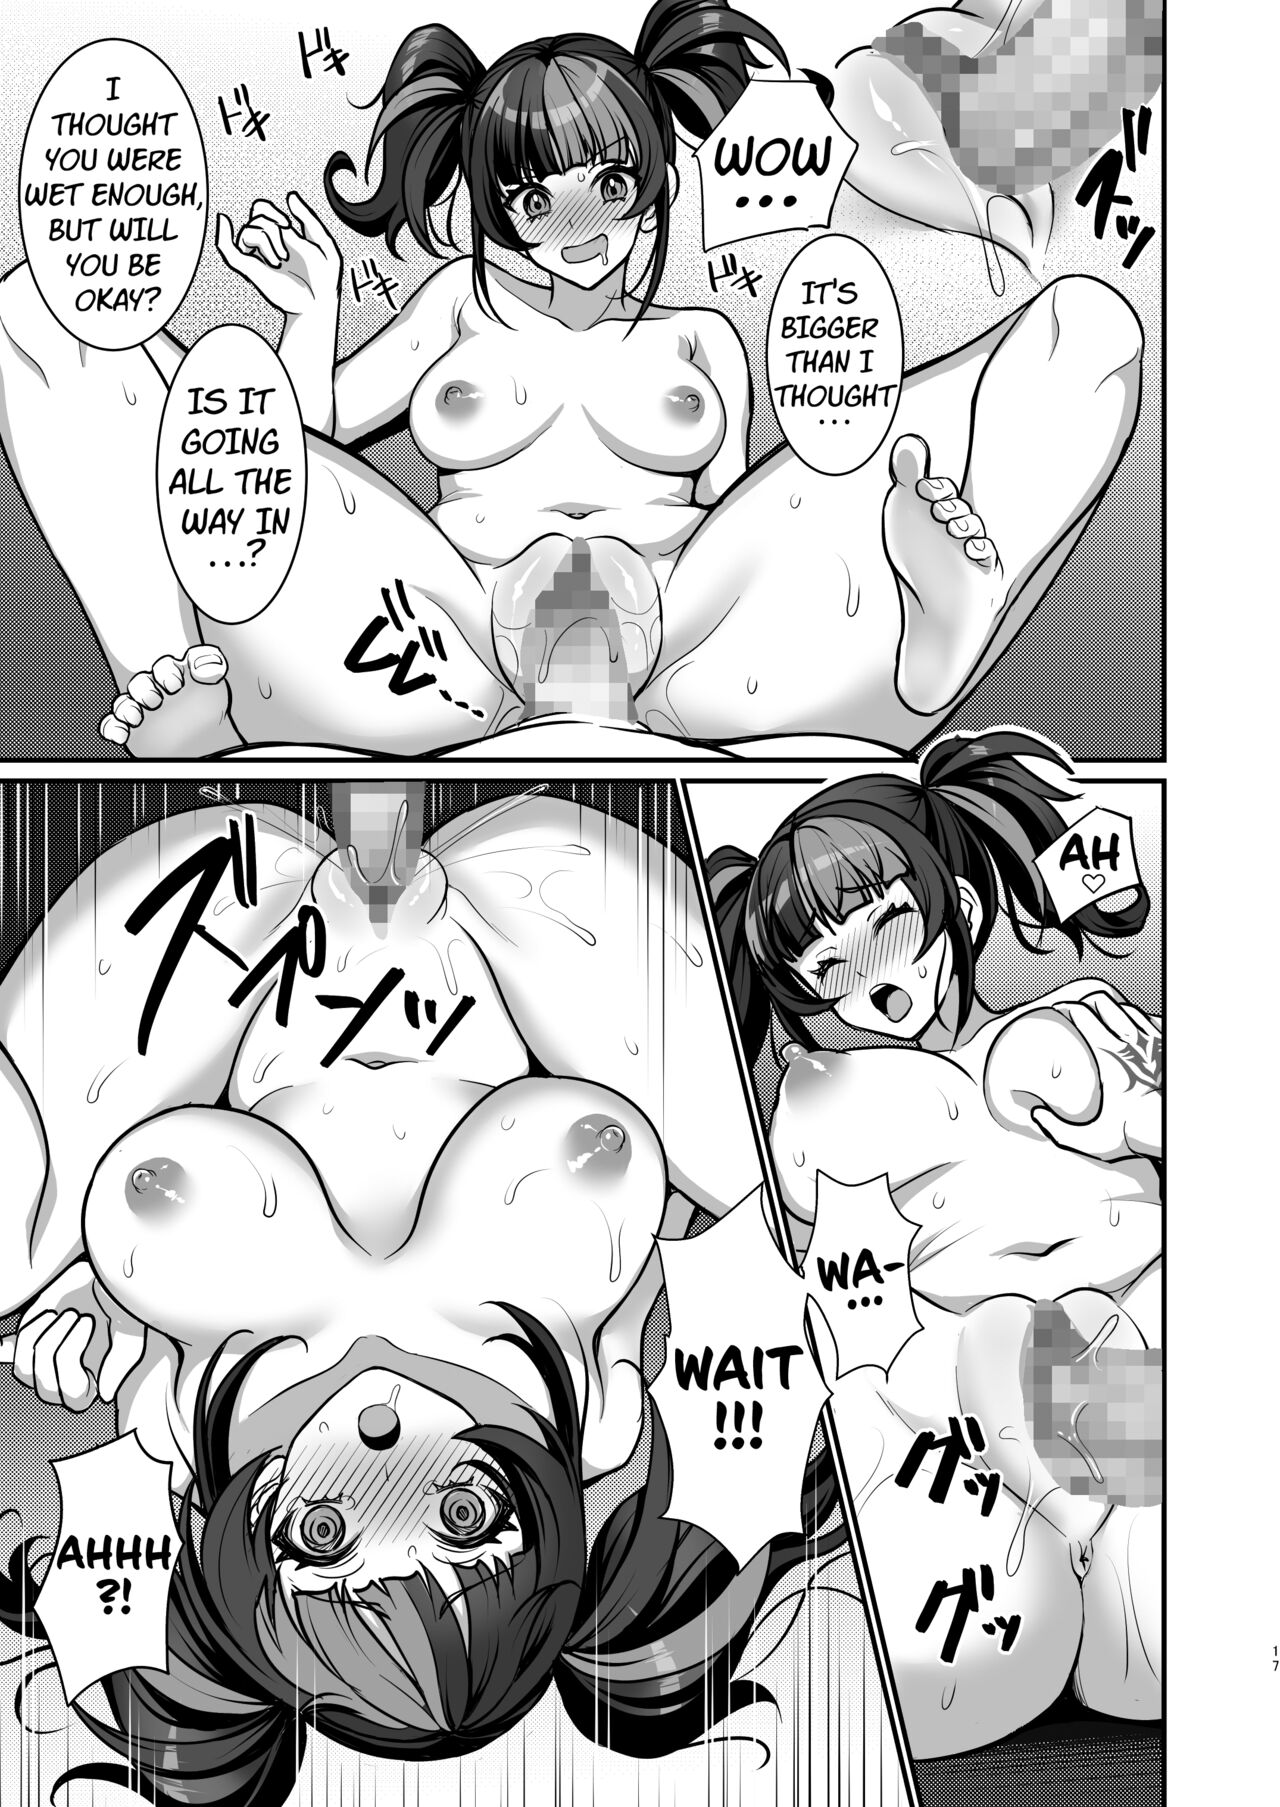 WOW
...
IT'S
BIGGER
THAN I
THOUGHT
...
I
THOUGHT
YOU WERE
WET ENOUGH,
BUT WILL
YOU BE
OKAY?
IS IT
GOING
ALL THE
WAY IN
...?
ドキ
ドキ
ドキ
ドキ
ズッ
AH
♡
WA-
...
グッ
グッ
WAIT
!!!
ズプンッ
AHHH
?!
17